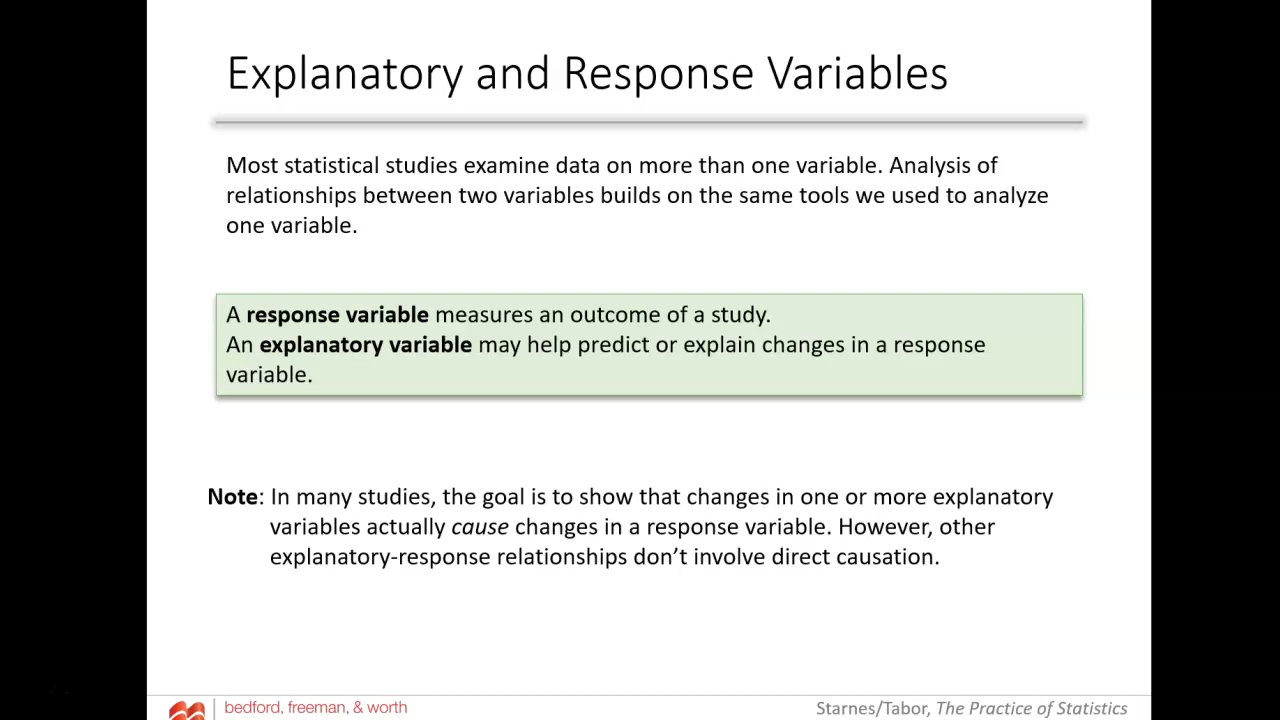 Explanatory and Response Variables
Most statistical studies examine data on more than one variable. Analysis of
relationships between two variables builds on the same tools we used to analyze
one variable.
A response variable measures an outcome of a study.
An explanatory variable may help predict or explain changes in a response
variable.
Note: In many studies, the goal is to show that changes in one or more explanatory
variables actually cause changes in a response variable. However, other
explanatory-response relationships don’t involve direct causation.
bedford, freeman, & worth
Starnes/Tabor, The Practice of Statistics